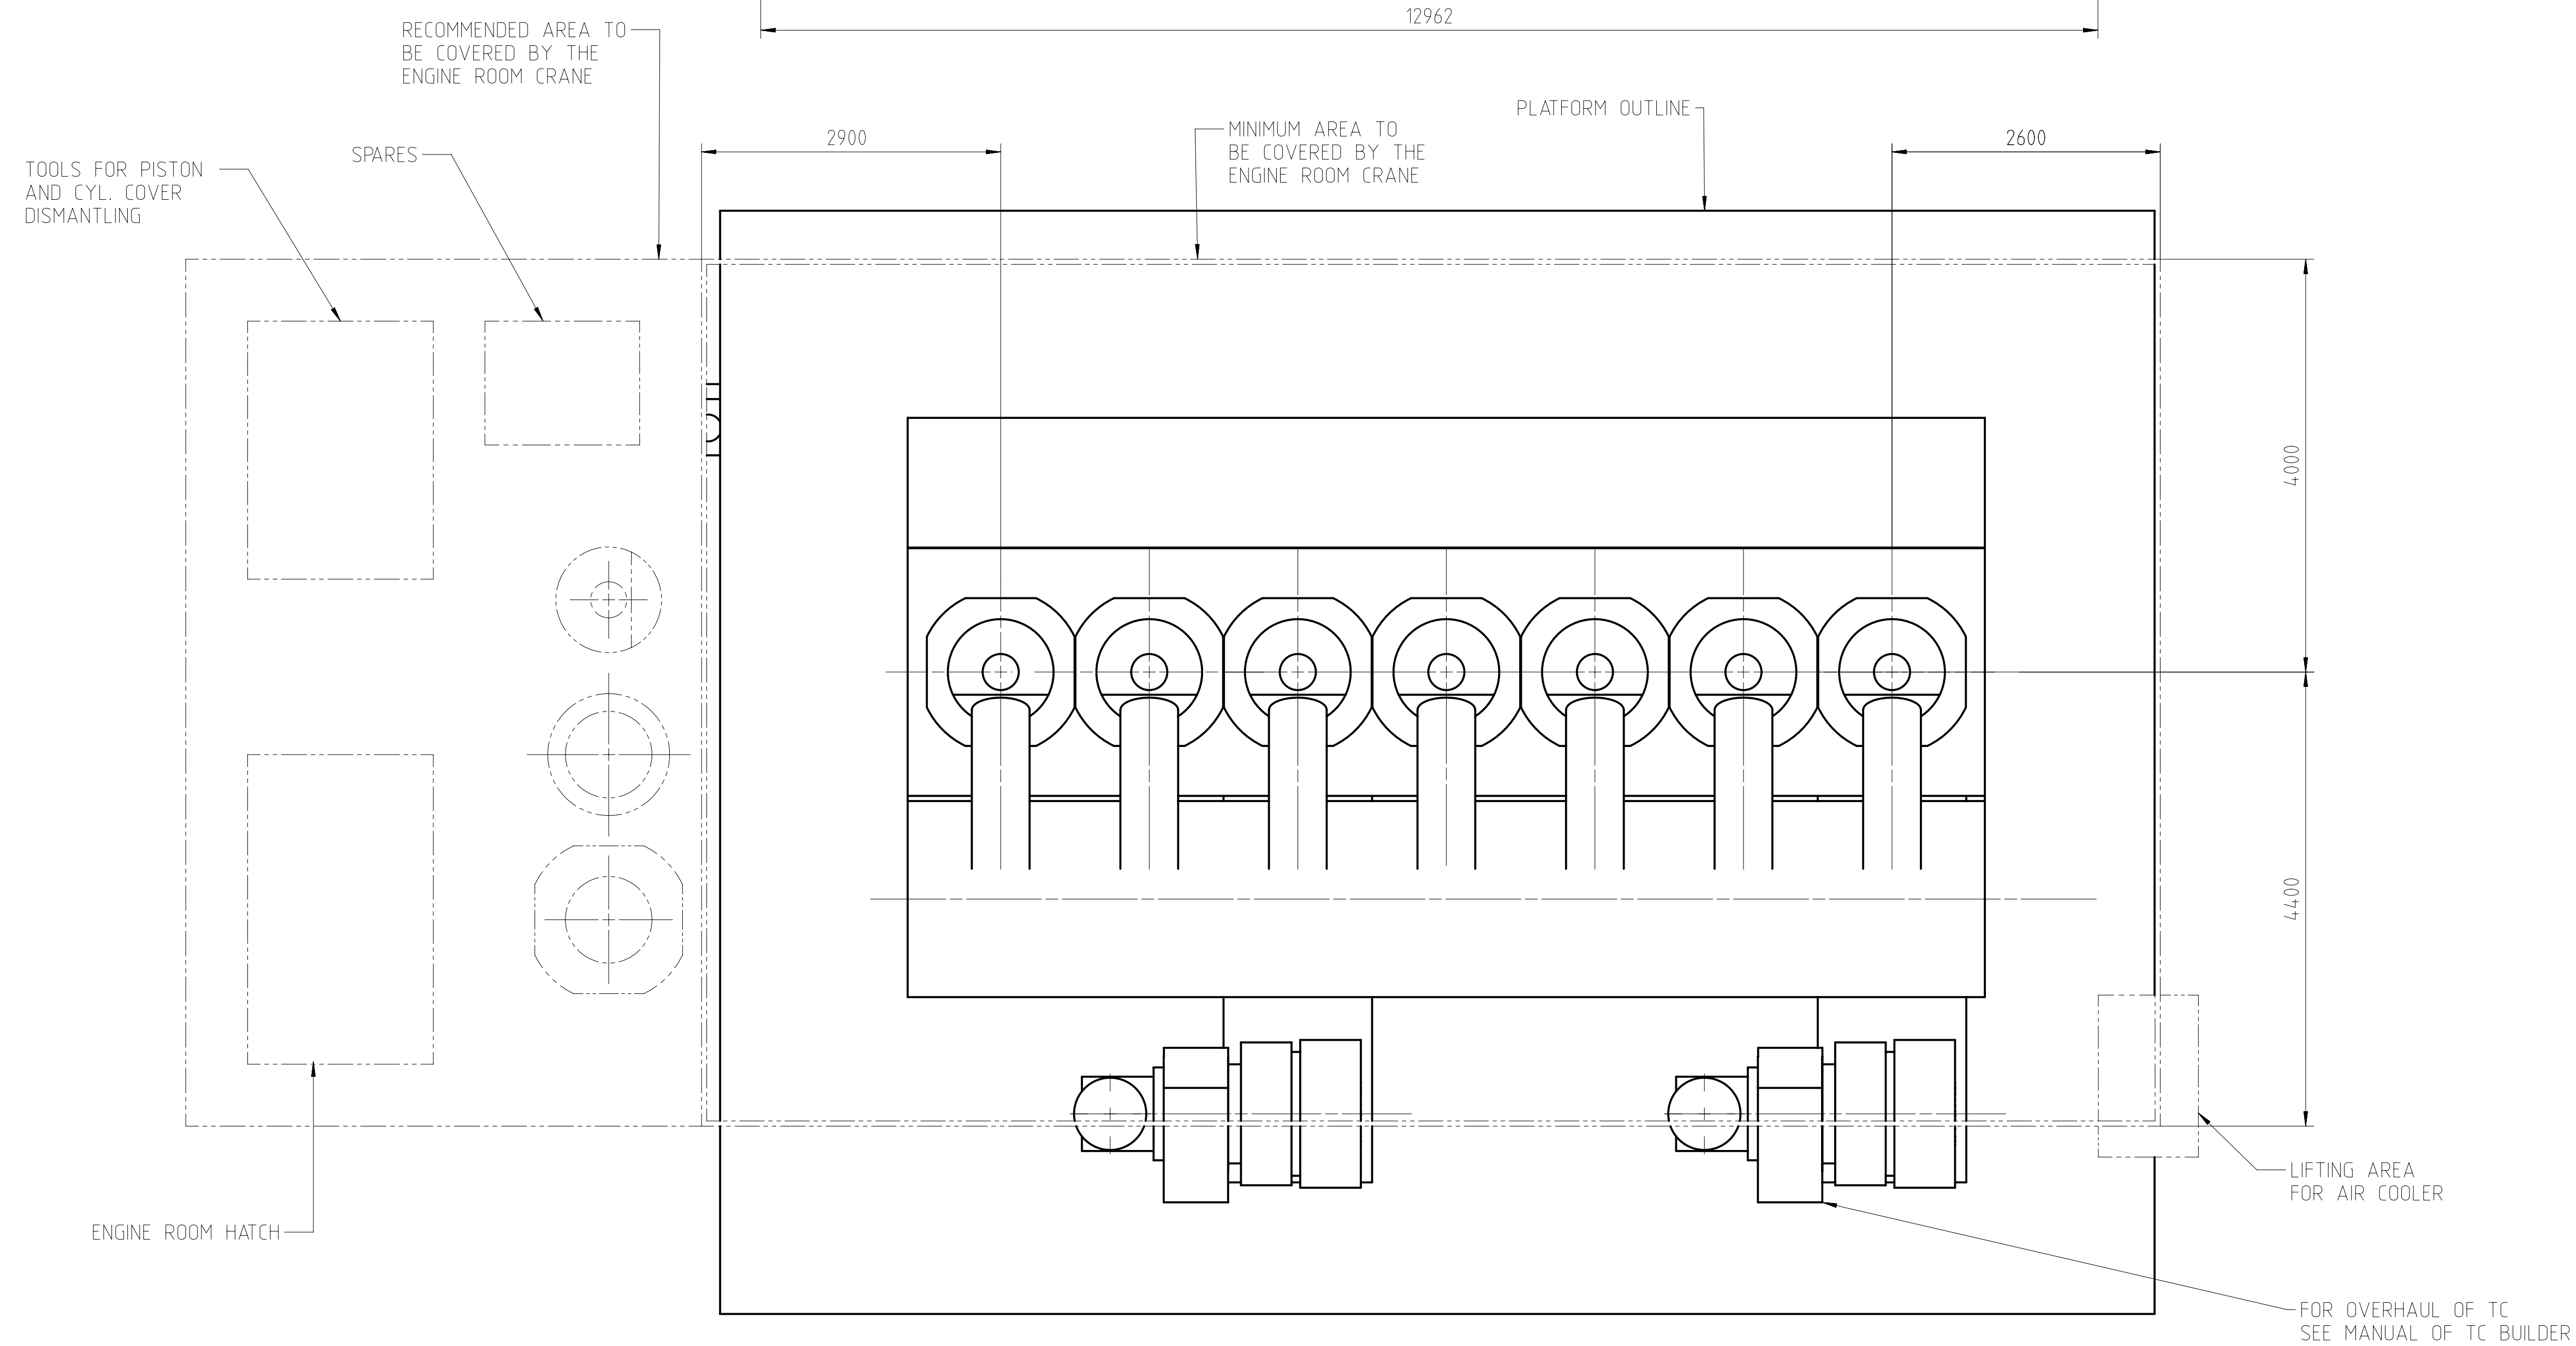 12962
RECOMMENDED AREA TO
BE COVERED BY THE
ENGINE ROOM CRANE
PLATFORM OUTLINE
MINIMUM AREA TO
BE COVERED BY THE
ENGINE ROOM CRANE
2900
2600
SPARES
TOOLS FOR PISTON
AND CYL. COVER
DISMANTLING
4000
4400
LIFTING AREA
FOR AIR COOLER
ENGINE ROOM HATCH
FOR OVERHAUL OF TC
SEE MANUAL OF TC BUILDER